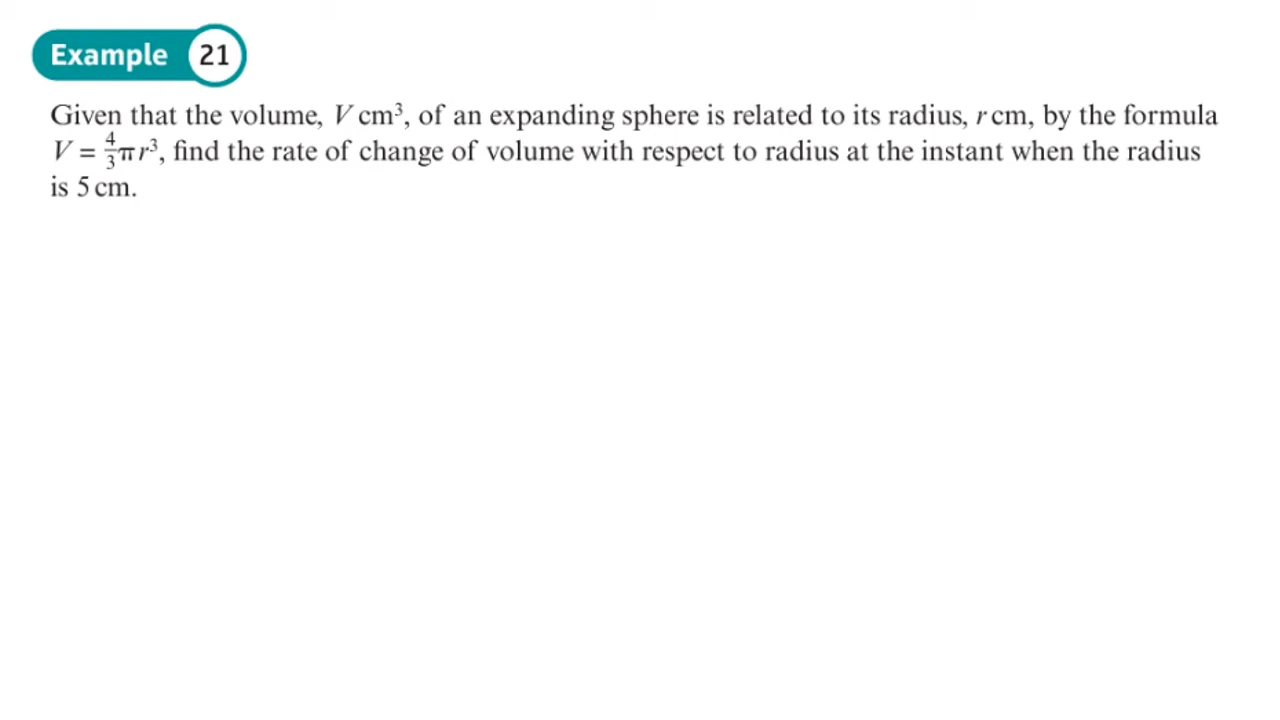 Example 21
Given that the volume, V cm³, of an expanding sphere is related to its radius, r cm, by the formula
V = 4/3 πr³, find the rate of change of volume with respect to radius at the instant when the radius
is 5 cm.